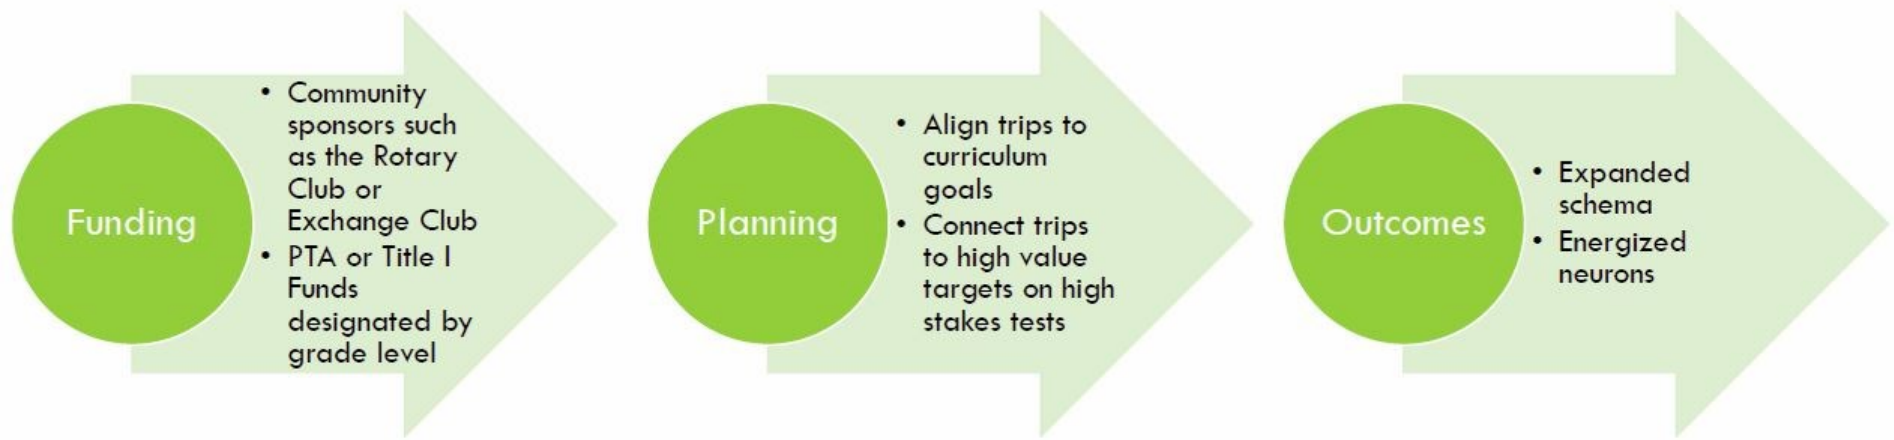 Funding
• Community
sponsors such
as the Rotary
Club or
Exchange Club
• PTA or Title I
Funds
designated by
grade level
Planning
• Align trips to
curriculum
goals
• Connect trips
to high value
targets on high
stakes tests
Outcomes
• Expanded
schema
• Energized
neurons